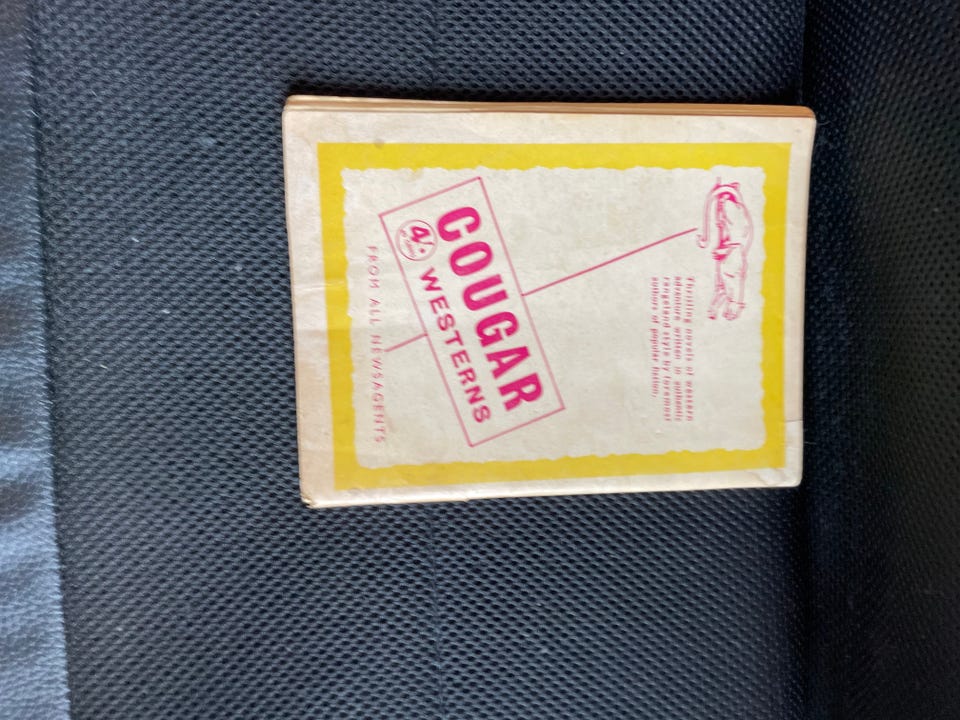 Thrilling novels of western
adventure written in authentic
rangeland style by foremost
authors of popular fiction.
COUGAR
4/-
WESTERNS
FROM ALL NEWSAGENTS